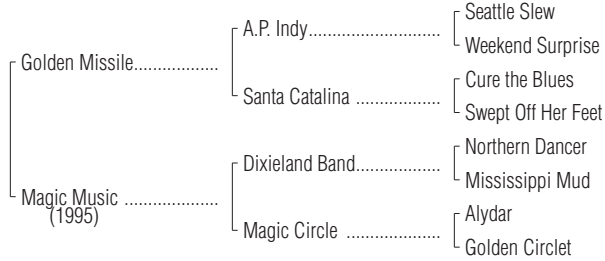 Seattle Slew
A.P. Indy..............................
Weekend Surprise
Golden Missile..................
Cure the Blues
Santa Catalina ...................
Swept Off Her Feet
Northern Dancer
Dixieland Band...................
Mississippi Mud
Magic Music ....................
(1995)
Alydar
Magic Circle .....................
Golden Circlet